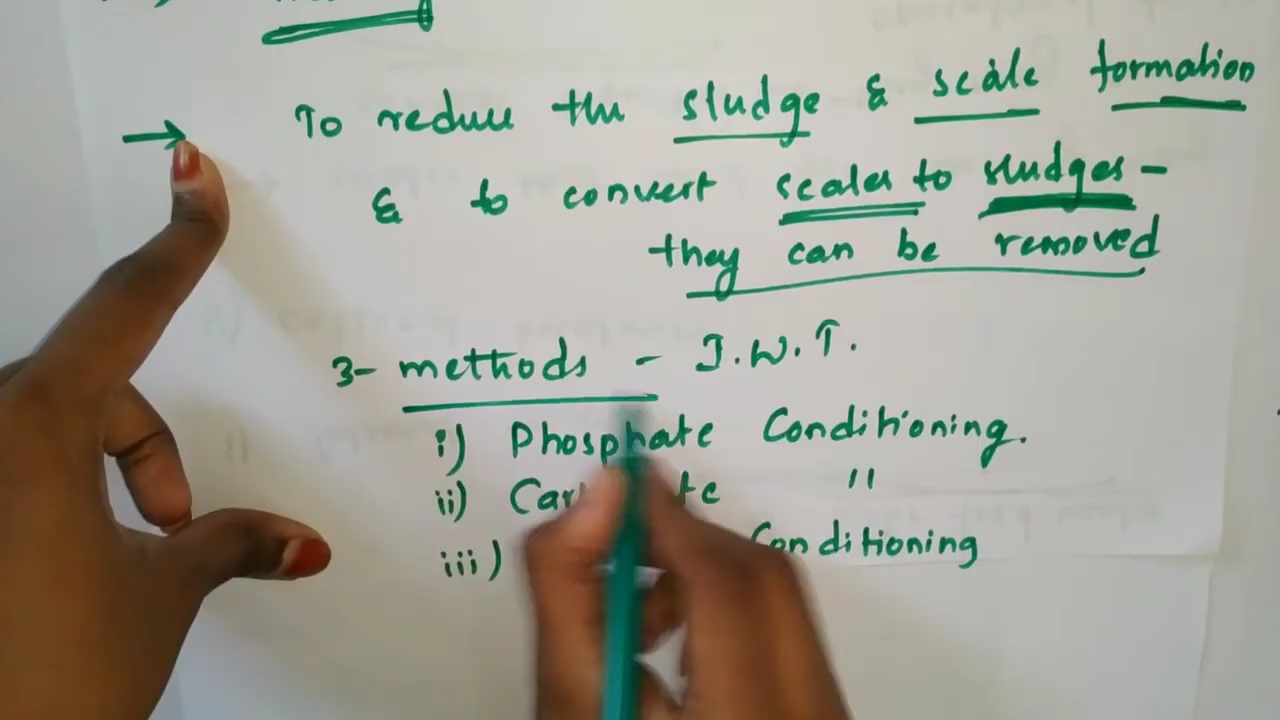 To reduce the sludge & scale formation
& to convert scales to sludges -
they can be removed
3- methods - I.W.T.
i) Phosphate Conditioning.
ii) "
iii) Conditioning